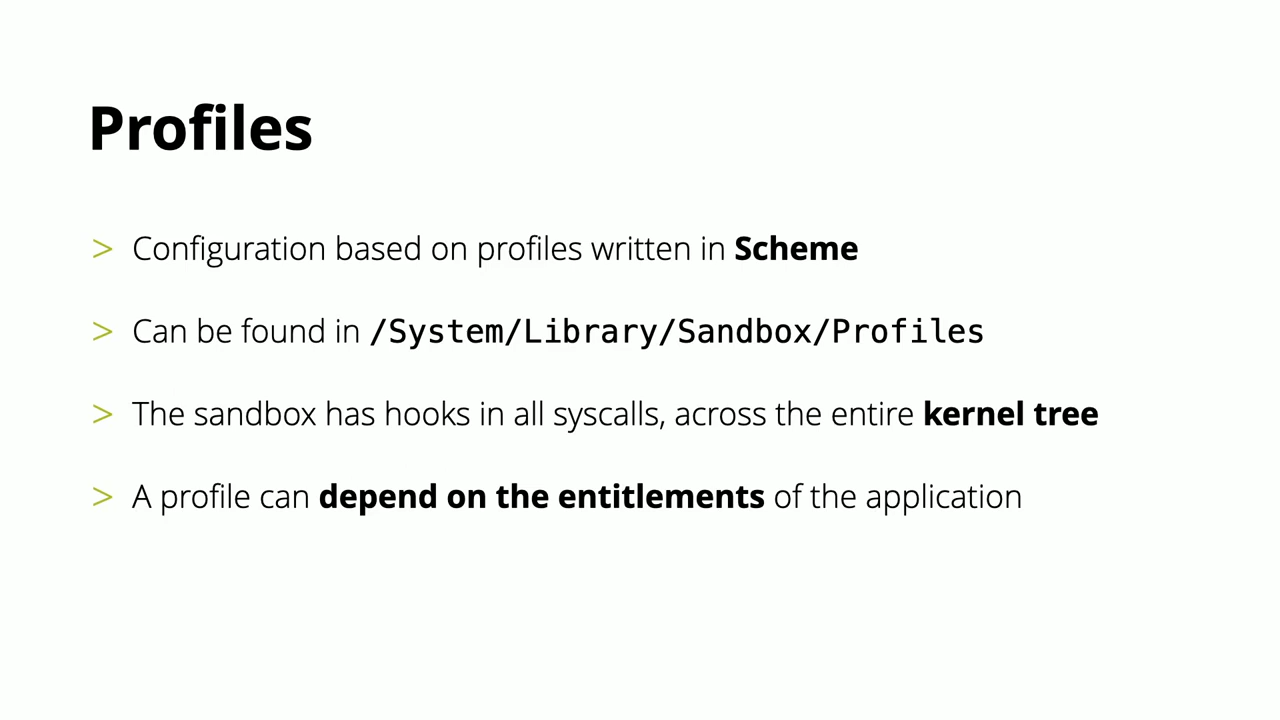 Profiles
> Configuration based on profiles written in Scheme
> Can be found in /System/Library/Sandbox/Profiles
> The sandbox has hooks in all syscalls, across the entire kernel tree
> A profile can depend on the entitlements of the application